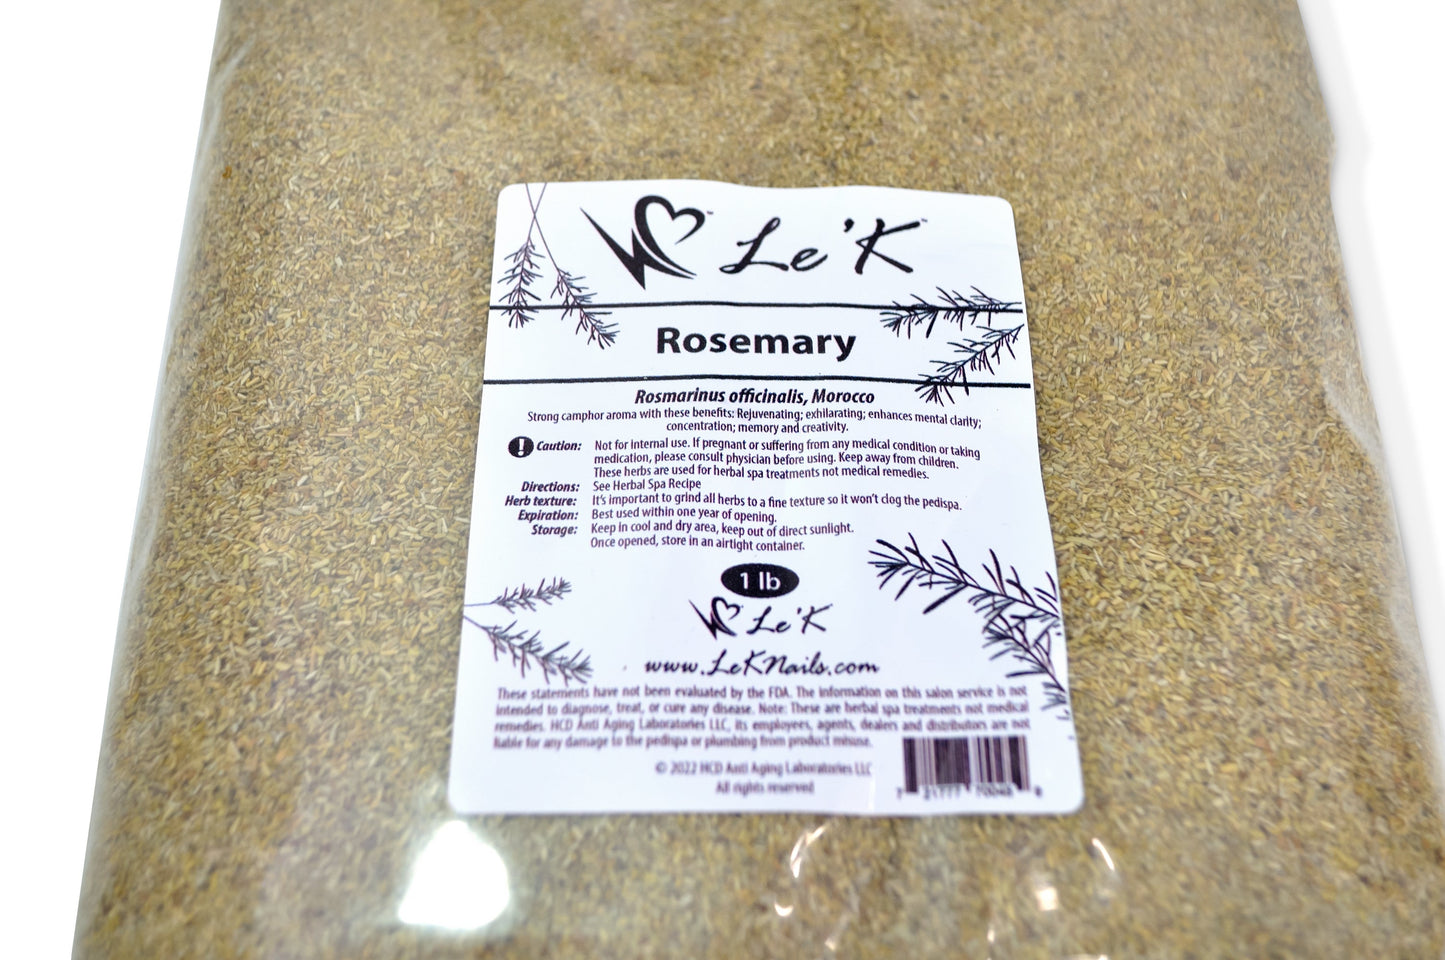 Le'K™
Rosemary
Rosmarinus officinalis, Morocco
Strong camphor aroma with these benefits: Rejuvenating; exhilarating; enhances mental clarity;
concentration; memory and creativity.
! Caution: Not for internal use. If pregnant or suffering from any medical condition or taking
medication, please consult physician before using. Keep away from children.
These herbs are used for herbal spa treatments not medical remedies.
Directions: See Herbal Spa Recipe
Herb texture: It's important to grind all herbs to a fine texture so it won't clog the pedispa.
Expiration: Best used within one year of opening.
Storage: Keep in cool and dry area, keep out of direct sunlight.
Once opened, store in an airtight container.
1 lb
Le'K
www.LeKNails.com
These statements have not been evaluated by the FDA. The information on this salon service is not
intended to diagnose, treat, or cure any disease. Note: These are herbal spa treatments not medical
remedies. HCD Anti Aging Laboratories LLC, its employees, agents, dealers and distributors are not
liable for any damage to the pedispa or plumbing from product misuse.
© 2022 HCD Anti Aging Laboratories LLC
All rights reserved